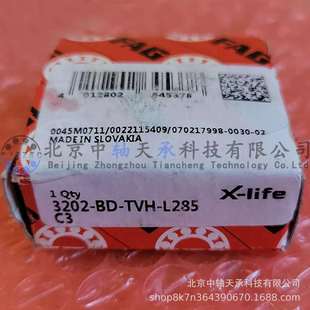 FAG
4 012802 645378
0045M0711/0022115409/070217998-0030-02
MADE IN SLOVAKIA
北京中轴天承科技有限公司
Beijing Zhongzhou Tiancheng Technology Co., Ltd
1 Qty
X-life
3202-BD-TVH-L285
C3
北京中轴天承科技有限公司
shop8k7n364390670.1688.com